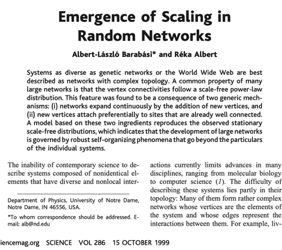 Emergence of Scaling in
Random Networks
Albert-László Barabási* and Réka Albert
Systems as diverse as genetic networks or the World Wide Web are best
described as networks with complex topology. A common property of many
large networks is that the vertex connectivities follow a scale-free power-law
distribution. This feature was found to be a consequence of two generic mech-
anisms: (i) networks expand continuously by the addition of new vertices, and
(ii) new vertices attach preferentially to sites that are already well connected.
A model based on these two ingredients reproduces the observed stationary
scale-free distributions, which indicates that the development of large networks
is governed by robust self-organizing phenomena that go beyond the particulars
of the individual systems.
The inability of contemporary science to de-
scribe systems composed of nonidentical el-
ements that have diverse and nonlocal inter-
Department of Physics, University of Notre Dame,
Notre Dame, IN 46556, USA.
*To whom correspondence should be addressed. E-
mail: alb@nd.edu
actions currently limits advances in many
disciplines, ranging from molecular biology
to computer science (1). The difficulty of
describing these systems lies partly in their
topology: Many of them form rather complex
networks whose vertices are the elements of
the system and whose edges represent the
interactions between them. For example, liv-
iencemag.org SCIENCE VOL 286 15 OCTOBER 1999